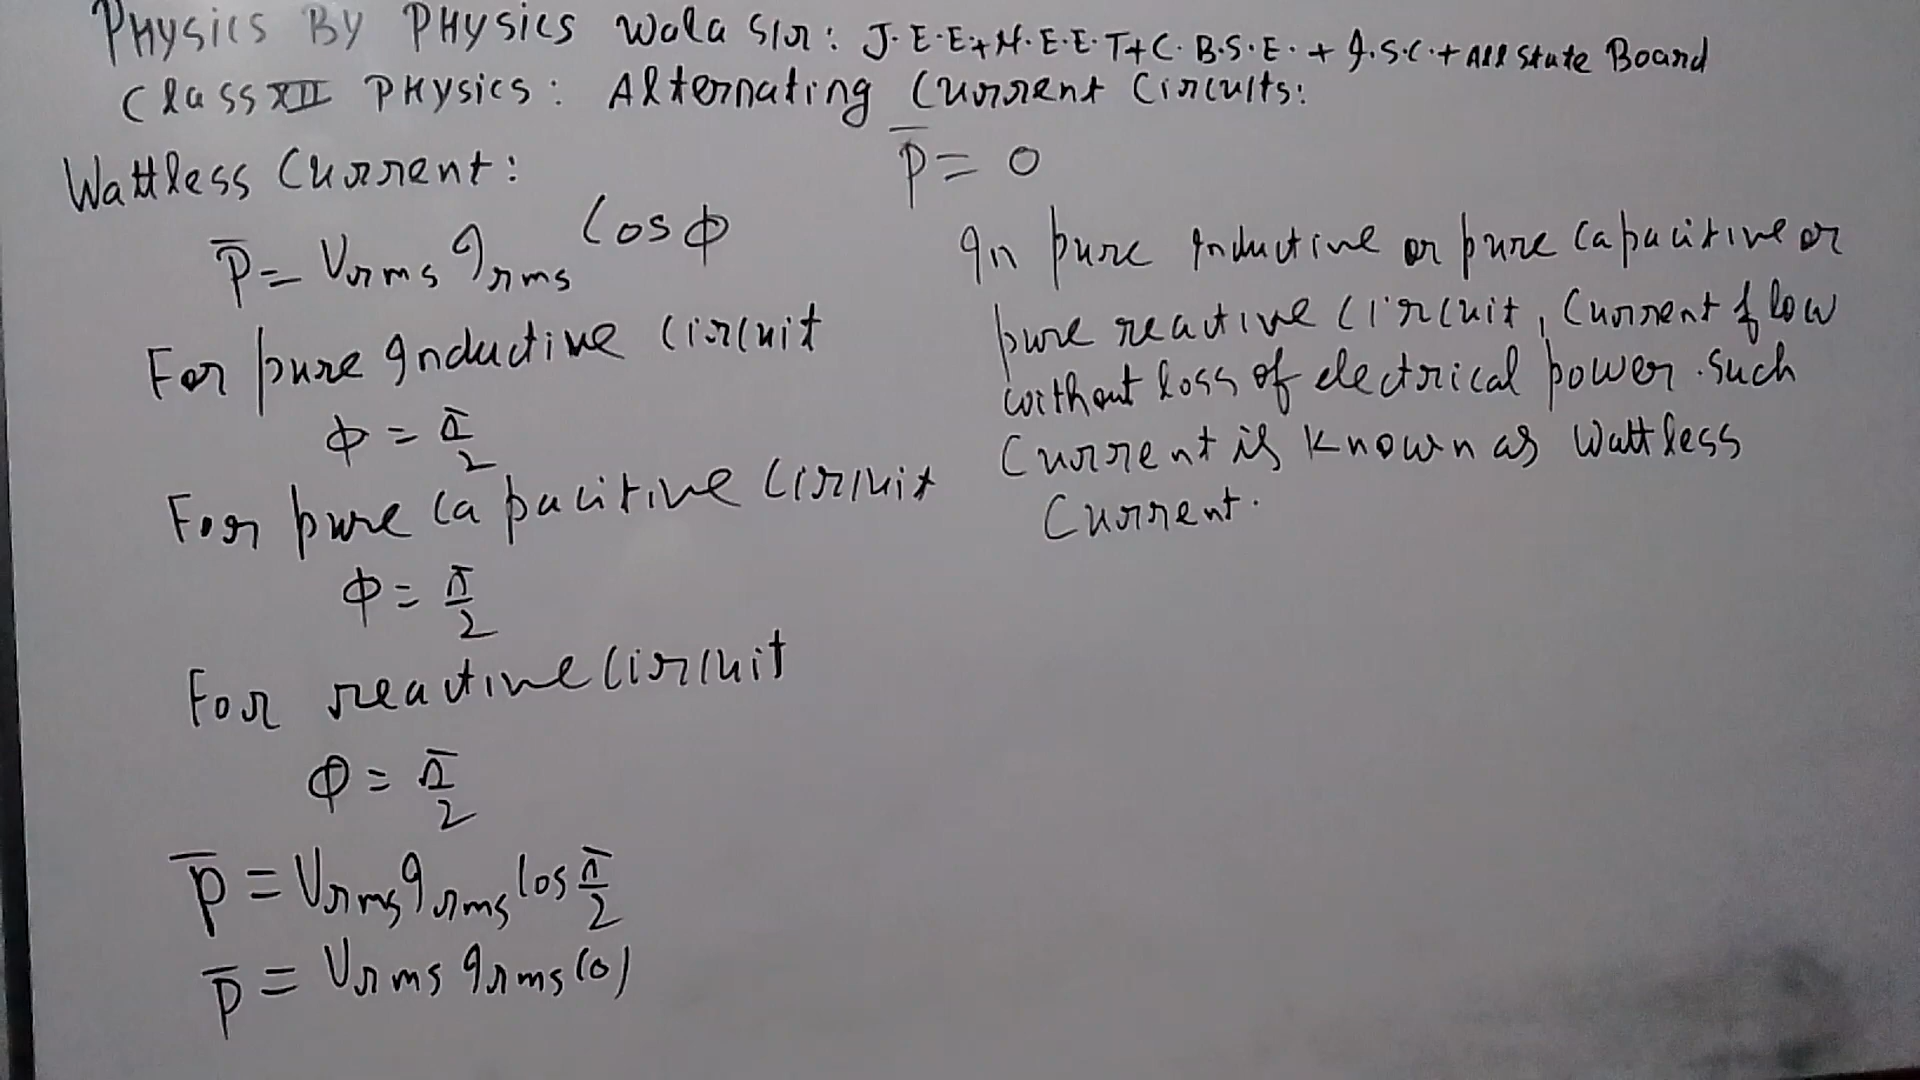 Physics By Physics Wala Sir: J.E.E+N.E.E.T+C.B.S.E.+I.S.C.+All State Board
Class XII Physics: Alternating Current Circuits:
Wattless Current:
P̅ = Vrms Irms Cosφ
For pure Inductive Circuit
φ = π/2
For pure Capacitive Circuit
φ = π/2
For reactive Circuit
φ = π/2
P̅ = Vrms Irms Cos π/2
P̅ = Vrms Irms (0)
P̅ = 0
In pure Inductive or pure Capacitive or
pure reactive Circuit, Current flow
without loss of electrical power. Such
Current is known as Wattless
Current.